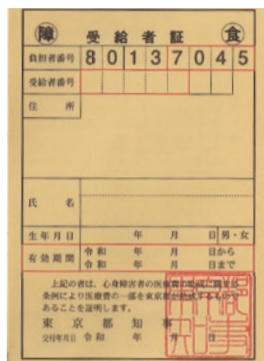 障 受給者証 食
負担者番号 8 0 1 3 7 0 4 5
受給者番号
住所
氏名
生年月日 年 月 日 男・女
有効期間 令和 年 月 日から
令和 年 月 日まで
上記の者は、心身障害者の医療費の助成に関する
条例により医療費の一部を東京都が助成するもので
あることを証明します。
東京都知事
交付年月日 令和 年 月 日